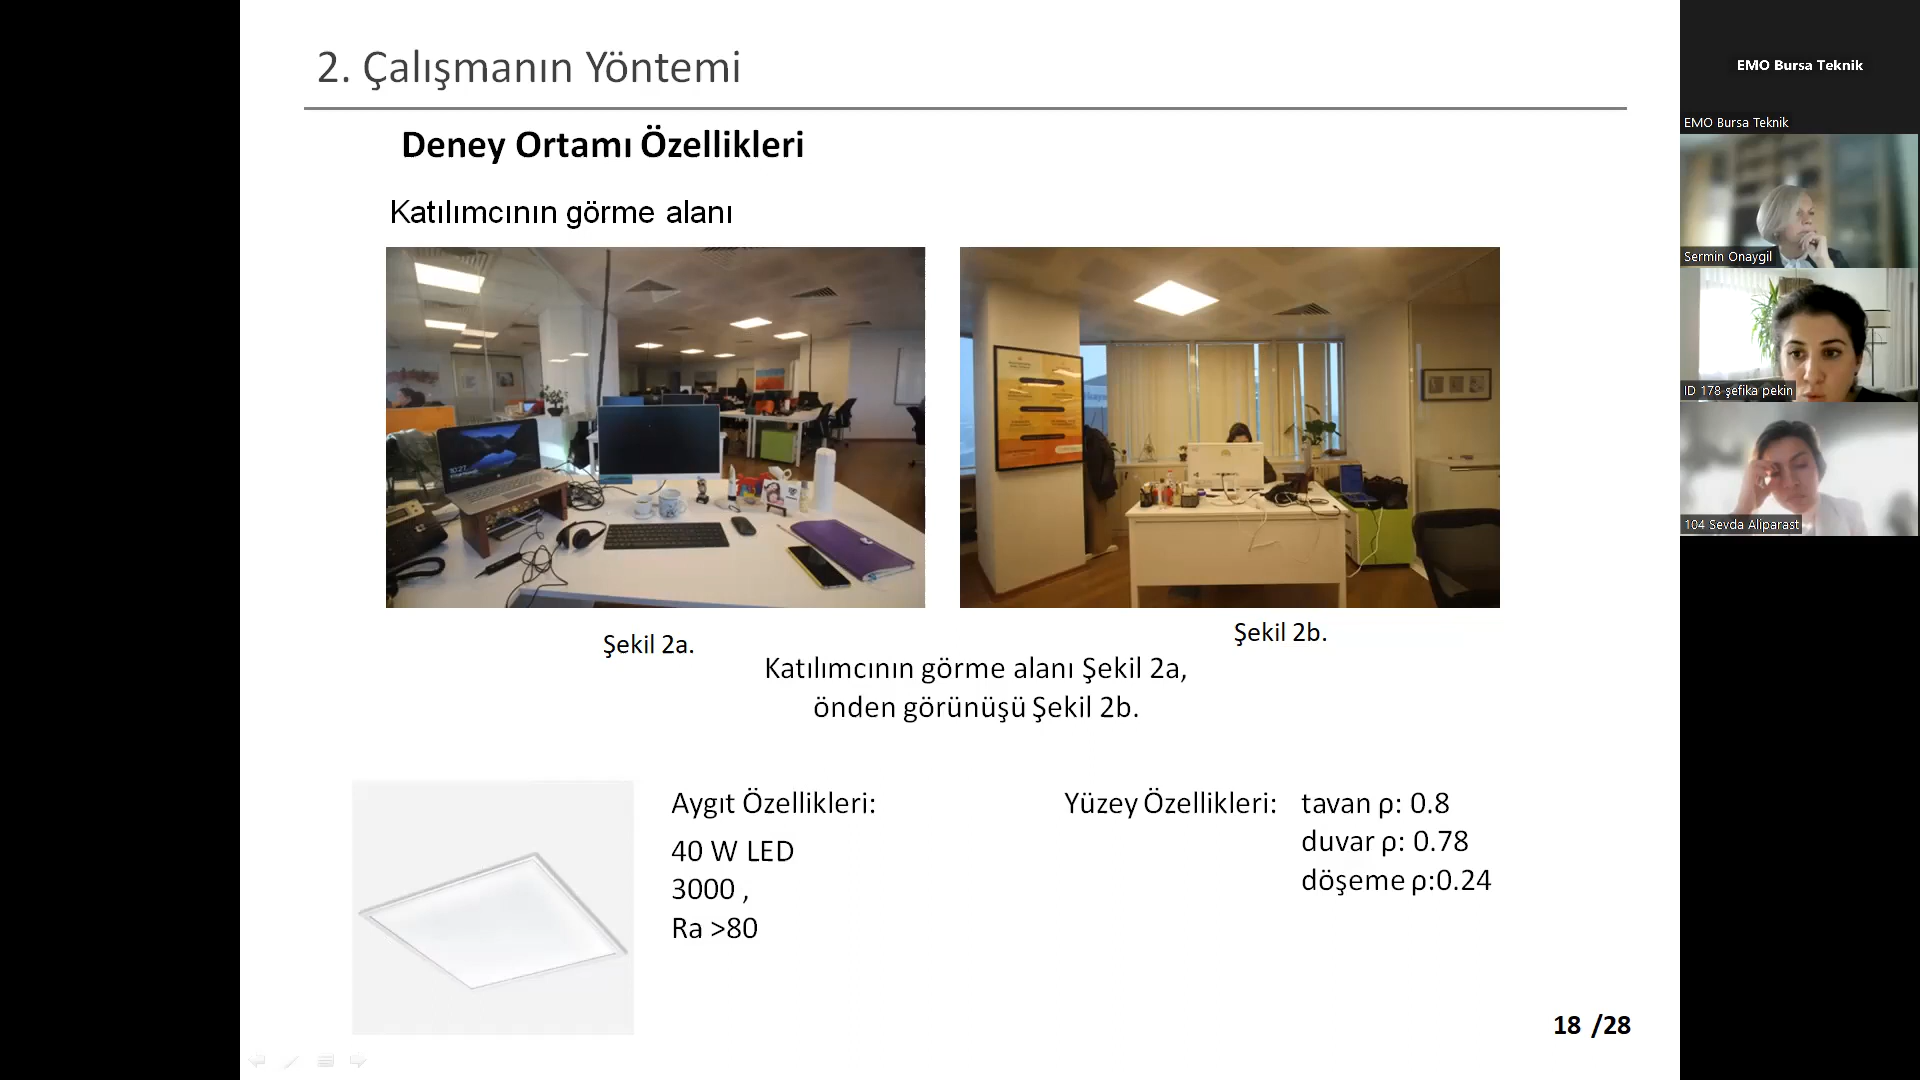 2. Çalışmanın Yöntemi
Deney Ortamı Özellikleri
Katılımcının görme alanı
10:27
Şekil 2a.
Şekil 2b.
Katılımcının görme alanı Şekil 2a,
önden görünüşü Şekil 2b.
Aygıt Özellikleri:
40 W LED
3000 ,
Ra >80
Yüzey Özellikleri:
tavan ρ: 0.8
duvar ρ: 0.78
döşeme ρ:0.24
18 /28
EMO Bursa Teknik
EMO Bursa Teknik
Sermin Onaygil
ID 178 şefika pekin
104 Sevda Aliparast